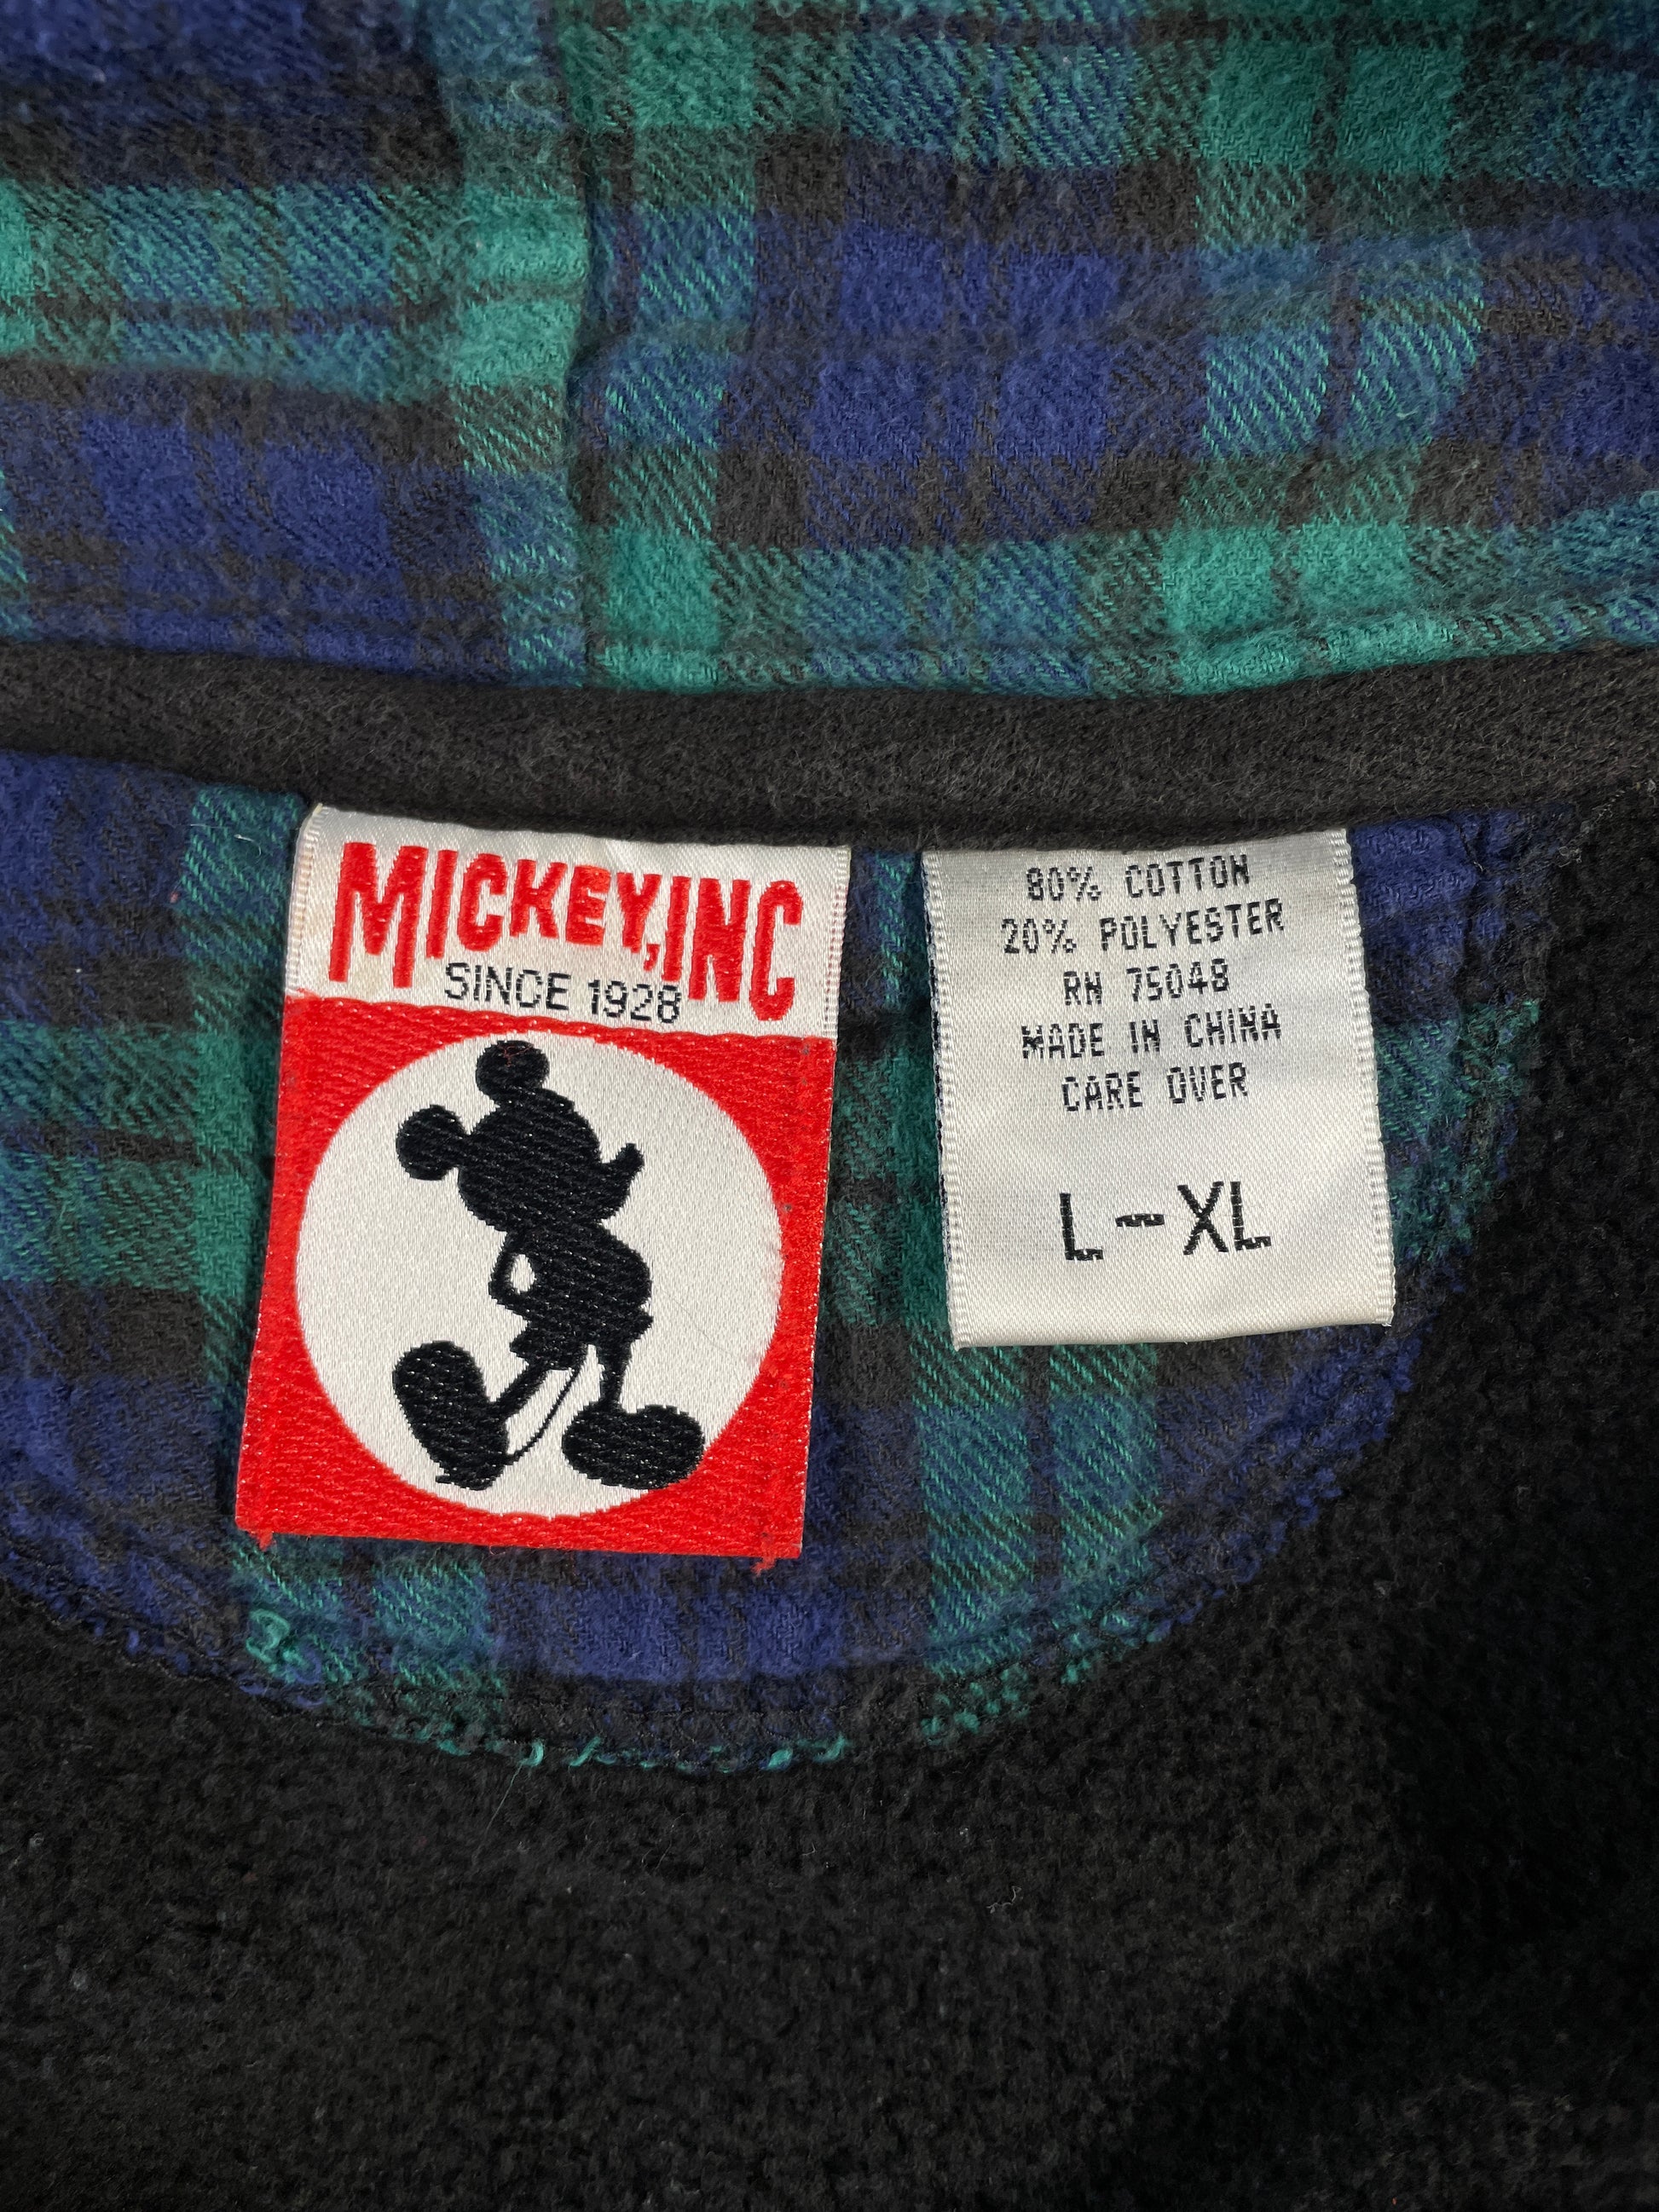 MICKEY,INC
SINCE 1928
80% COTTON
20% POLYESTER
RN 75048
MADE IN CHINA
CARE OVER
L-XL